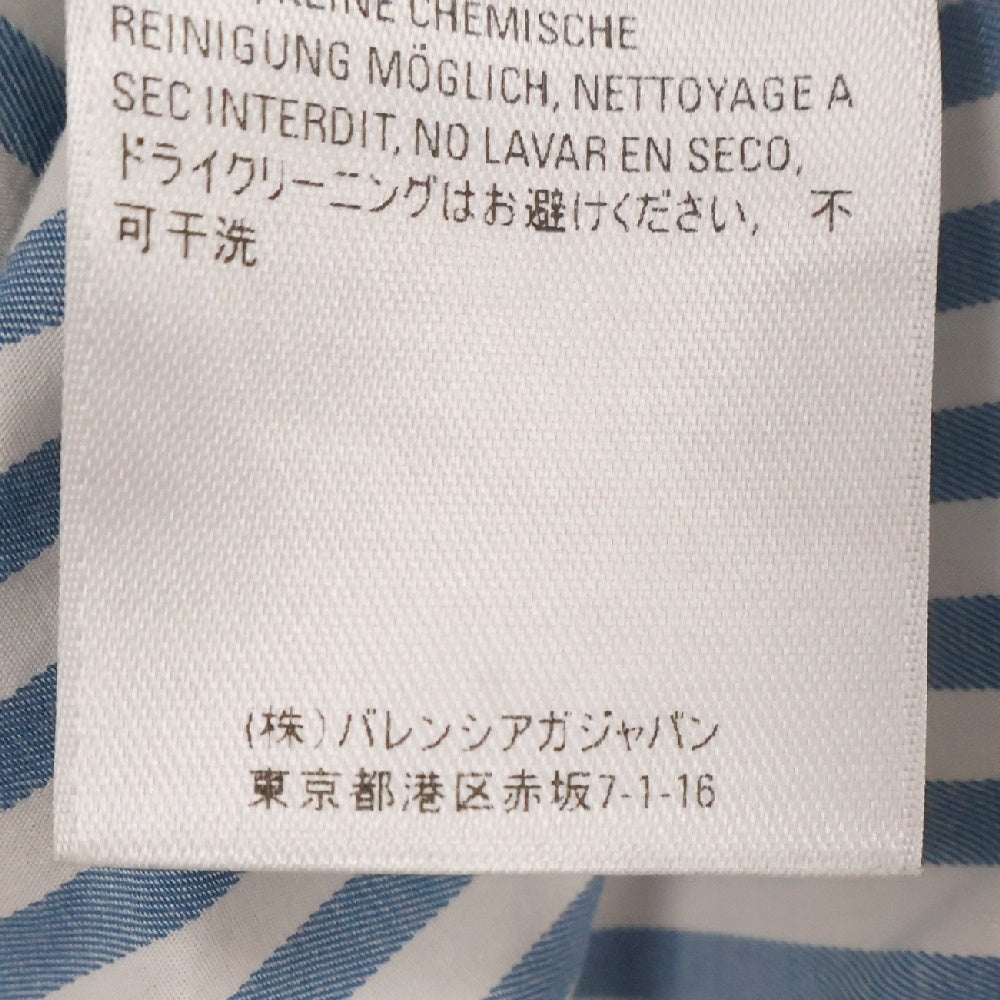 KEINE CHEMISCHE
REINIGUNG MÖGLICH, NETTOYAGE A
SEC INTERDIT, NO LAVAR EN SECO,
ドライクリーニングはお避けください, 不
可干洗
(株)バレンシアガジャパン
東京都港区赤坂7-1-16